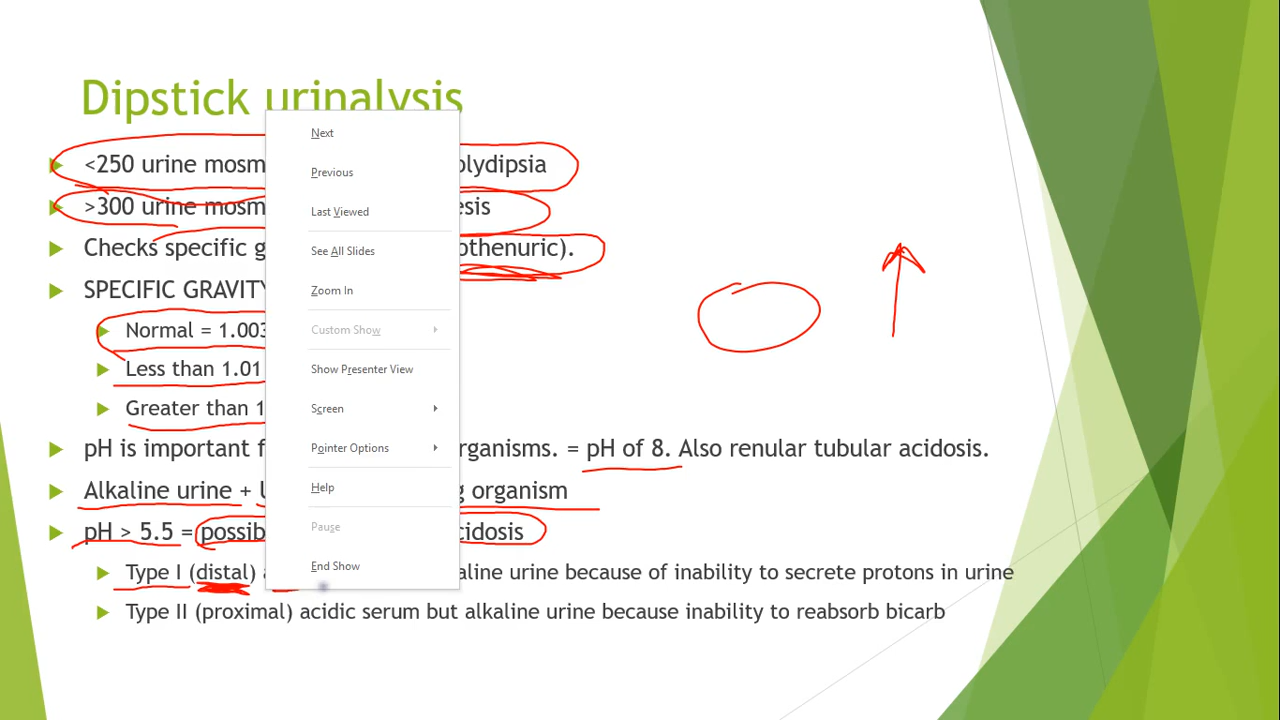 Dipstick urinalysis
<250 urine mosm olydipsia
>300 urine mosm esis
Checks specific g othenuric).
SPECIFIC GRAVITY
Normal = 1.003
Less than 1.01
Greater than 1
pH is important f rganisms. = pH of 8. Also renular tubular acidosis.
Alkaline urine + g organism
pH > 5.5 = possib cidosis
Type I (distal) aline urine because of inability to secrete protons in urine
Type II (proximal) acidic serum but alkaline urine because inability to reabsorb bicarb
Next
Previous
Last Viewed
See All Slides
Zoom In
Custom Show
Show Presenter View
Screen
Pointer Options
Help
Pause
End Show